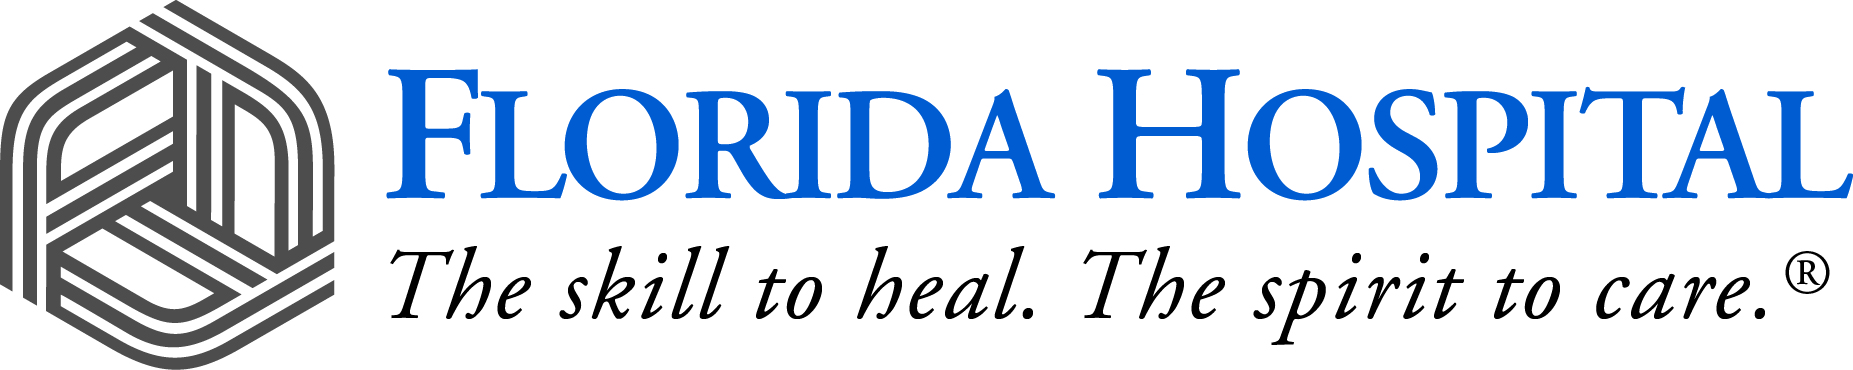 FLORIDA HOSPITAL
The skill to heal. The spirit to care.®